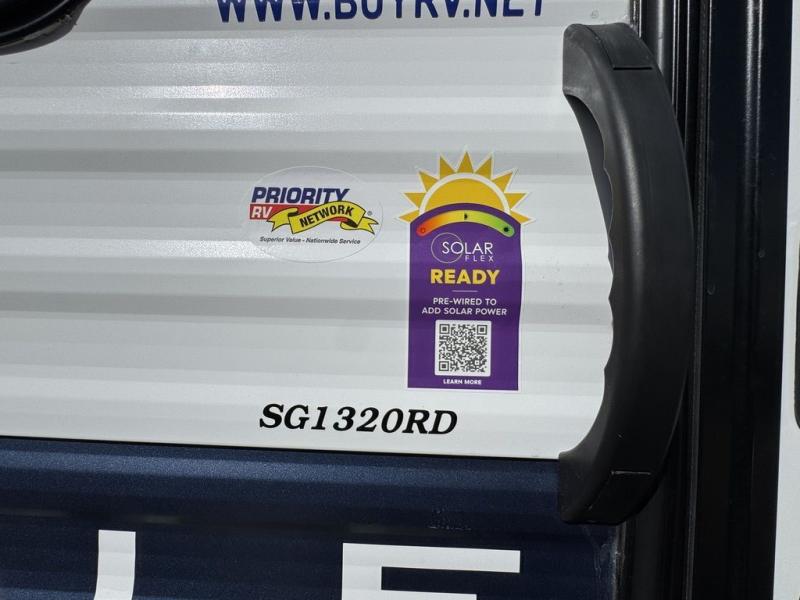 WWW.BUYRV.NET
PRIORITY
RV NETWORK®
Superior Value - Nationwide Service
SOLAR
FLEX
READY
PRE-WIRED TO
ADD SOLAR POWER
LEARN MORE
SG1320RD